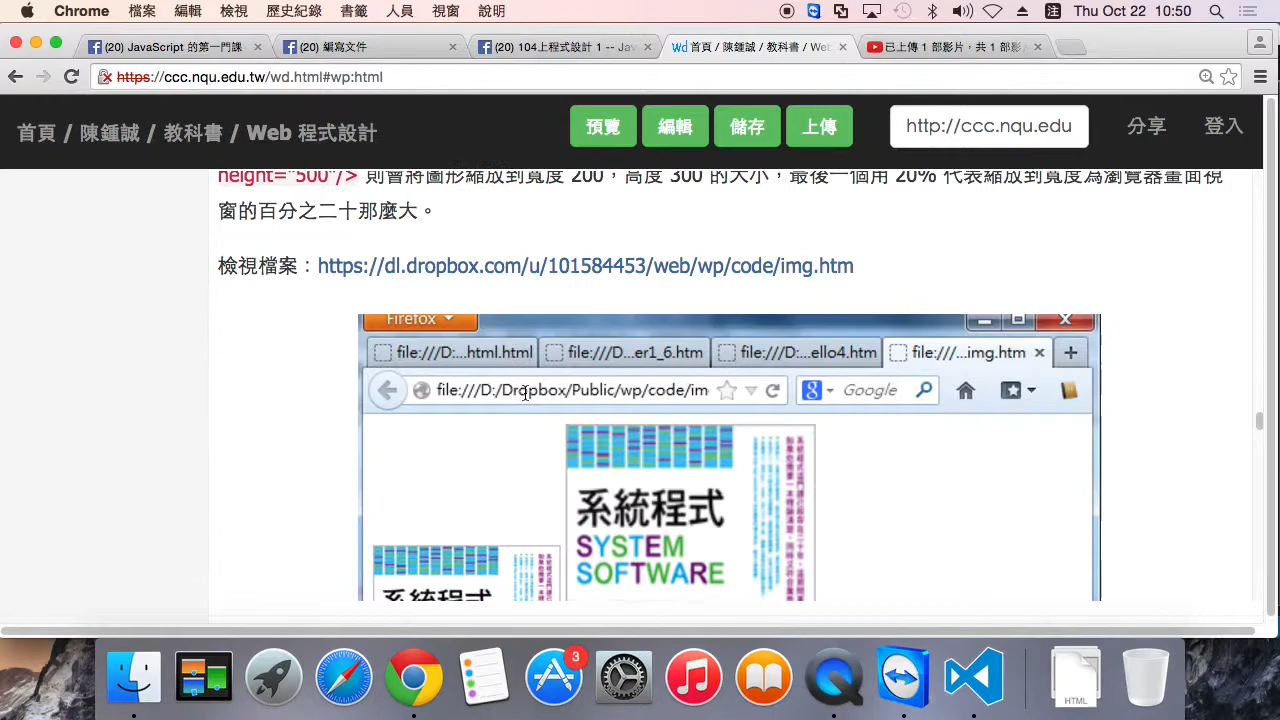 Chrome 檔案 編輯 檢視 歷史紀錄 書籤 人員 視窗 說明 注 Thu Oct 22 10:50
(20) JavaScript 的第一門課 (20) 編寫文件 (20) 104上程式設計 1 -- Jav 首頁 / 陳鍾誠 / 教科書 / Web 已上傳 1 部影片，共 1 部影
https://ccc.nqu.edu.tw/wd.html#wp:html
首頁 / 陳鍾誠 / 教科書 / Web 程式設計 預覽 編輯 儲存 上傳 http://ccc.nqu.edu 分享 登入
height="500"/> 則會將圖形縮放到寬度 200，高度 300 的大小，最後一個用 20% 代表縮放到寬度為瀏覽器畫面視
窗的百分之二十那麼大。
檢視檔案：https://dl.dropbox.com/u/101584453/web/wp/code/img.htm
Firefox
file:///D:...html.html file:///D...er1_6.htm file:///D:...ello4.htm file:///...img.htm
file:///D:/Dropbox/Public/wp/code/im Google
系統程式
SYSTEM
SOFTWARE
系統程式
3
HTML